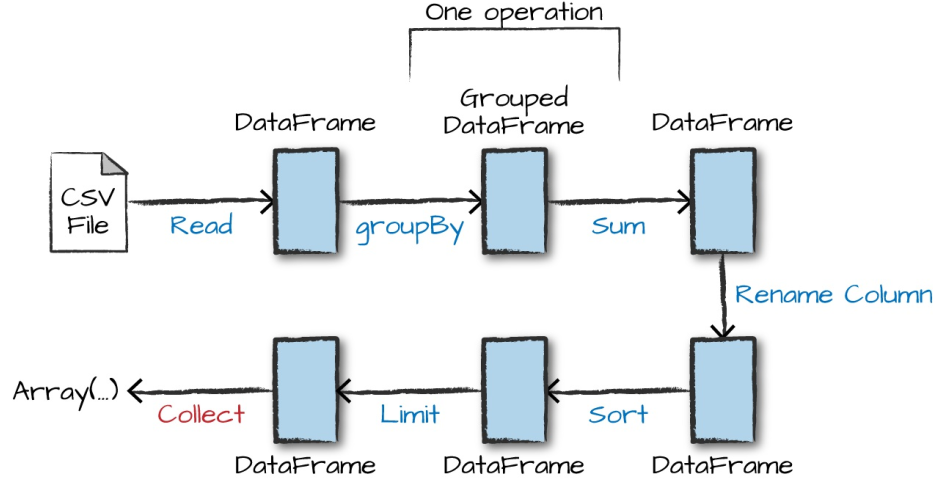 One operation
DataFrame
Grouped
DataFrame
DataFrame
CSV
File
Read
groupBy
Sum
Rename Column
Array(...)
Collect
Limit
Sort
DataFrame
DataFrame
DataFrame